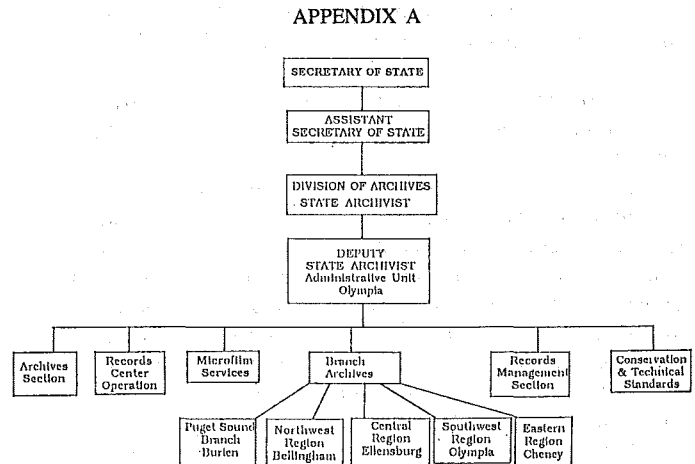 APPENDIX A
SECRETARY OF STATE
ASSISTANT
SECRETARY OF STATE
DIVISION OF ARCHIVES
STATE ARCHIVIST
DEPUTY
STATE ARCHIVIST
Administrative Unit
Olympia
Archives
Section
Records
Center
Operation
Microfilm
Services
Branch
Archives
Records
Management
Section
Conservation
& Technical
Standards
Puget Sound
Branch
Burien
Northwest
Region
Bellingham
Central
Region
Ellensburg
Southwest
Region
Olympia
Eastern
Region
Cheney